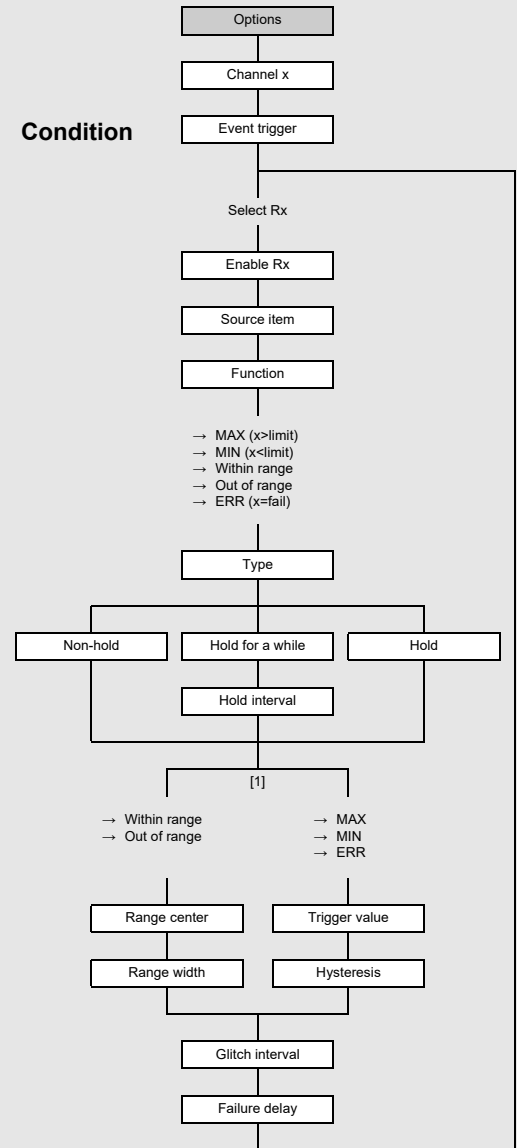 Options
Channel x
Condition
Event trigger
Select Rx
Enable Rx
Source item
Function
→ MAX (x>limit)
→ MIN (x<limit)
→ Within range
→ Out of range
→ ERR (x=fail)
Type
Non-hold
Hold for a while
Hold
Hold interval
[1]
→ Within range
→ Out of range
→ MAX
→ MIN
→ ERR
Range center
Trigger value
Range width
Hysteresis
Glitch interval
Failure delay